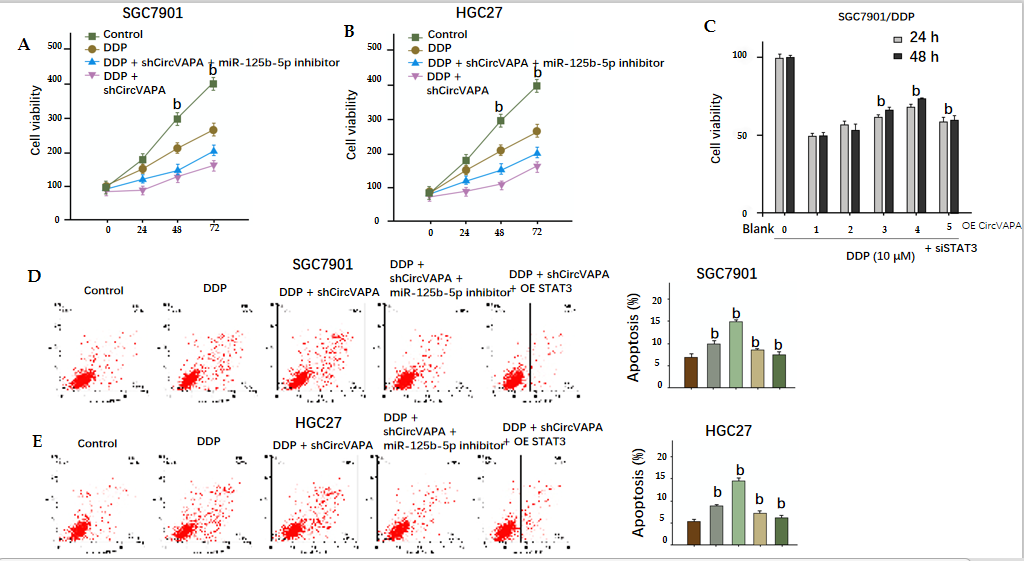 SGC7901
A
Control
DDP
DDP + shCircVAPA + miR-125b-5p inhibitor
DDP +
shCircVAPA
Cell viability
500
400
300
200
100
0
b
b
0 24 48 72
HGC27
B
Control
DDP
DDP + shCircVAPA + miR-125b-5p inhibitor
DDP +
shCircVAPA
Cell viability
500
400
300
200
100
0
b
b
0 24 48 72
C
SGC7901/DDP
24 h
48 h
Cell viability
100
50
0
b b b
Blank 0 1 2 3 4 5 OE CircVAPA
+ siSTAT3
DDP (10 μM)
D
SGC7901
Control
DDP
DDP + shCircVAPA
DDP +
shCircVAPA +
miR-125b-5p inhibitor
DDP + shCircVAPA
+ OE STAT3
SGC7901
Apoptosis (%)
20
15
10
5
0
b b b b
E
HGC27
Control
DDP
DDP + shCircVAPA
DDP +
shCircVAPA +
miR-125b-5p inhibitor
DDP + shCircVAPA
+ OE STAT3
HGC27
Apoptosis (%)
20
15
10
5
0
b b b b